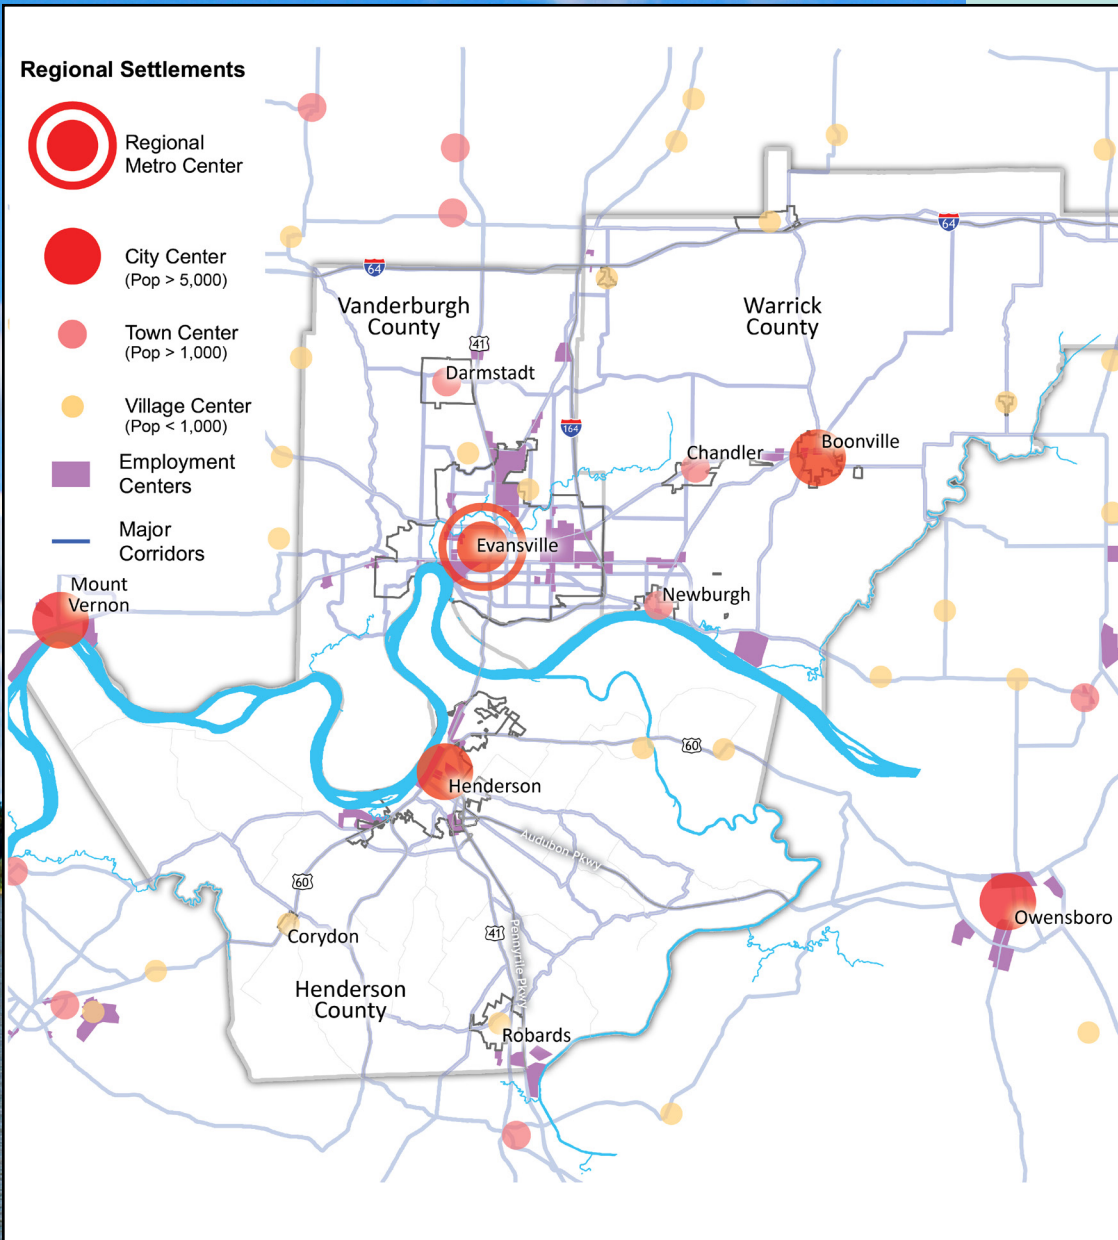 Regional Settlements
Regional
Metro Center
City Center
(Pop > 5,000)
Town Center
(Pop > 1,000)
Village Center
(Pop < 1,000)
Employment
Centers
Major
Corridors
64
64
Vanderburgh
County
Warrick
County
41
Darmstadt
164
Chandler
Boonville
Evansville
Mount
Vernon
Newburgh
60
Henderson
Audubon Pkwy
60
Owensboro
Corydon
41
Pennyrile Pkwy
Henderson
County
Robards